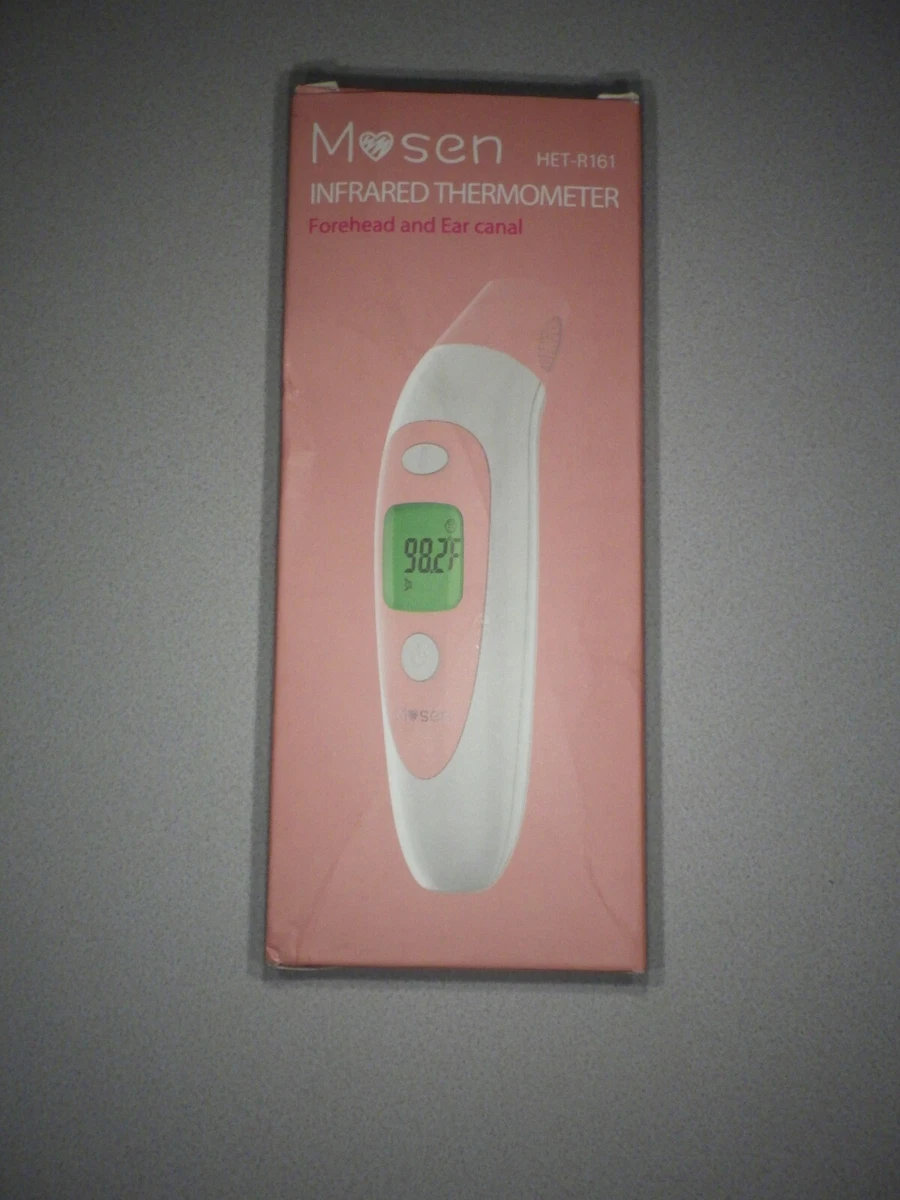 Mosen
HET-R161
INFRARED THERMOMETER
Forehead and Ear canal
98.2F
Mosen